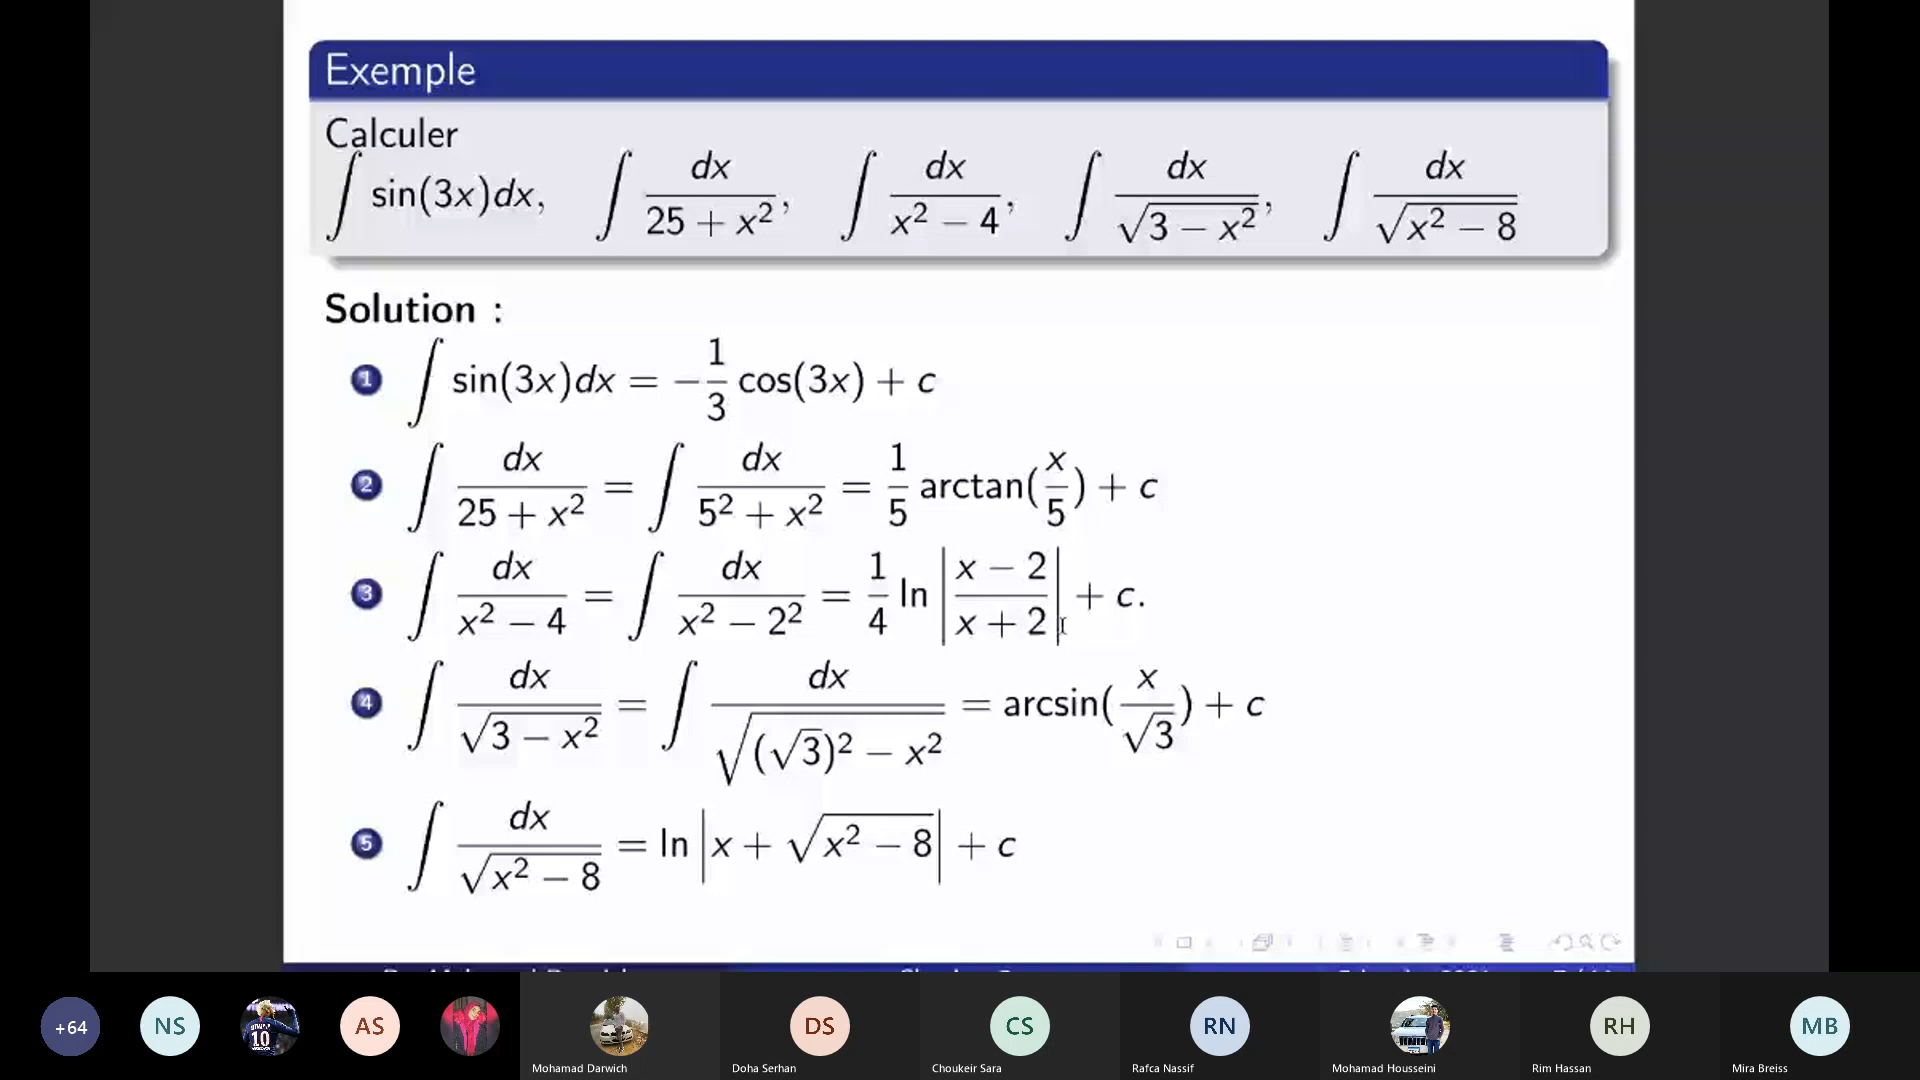 Exemple
Calculer
∫ sin(3x)dx, ∫ dx/(25 + x²), ∫ dx/(x² − 4), ∫ dx/√(3 − x²), ∫ dx/√(x² − 8)
Solution :
1 ∫ sin(3x)dx = −1/3 cos(3x) + c
2 ∫ dx/(25 + x²) = ∫ dx/(5² + x²) = 1/5 arctan(x/5) + c
3 ∫ dx/(x² − 4) = ∫ dx/(x² − 2²) = 1/4 ln |(x − 2)/(x + 2)| + c.
4 ∫ dx/√(3 − x²) = ∫ dx/√((√3)² − x²) = arcsin(x/√3) + c
5 ∫ dx/√(x² − 8) = ln |x + √(x² − 8)| + c
+64 NS 10 AS DS CS RN RH MB
Mohamad Darwich Doha Serhan Choukeir Sara Rafca Nassif Mohamad Housseini Rim Hassan Mira Breiss